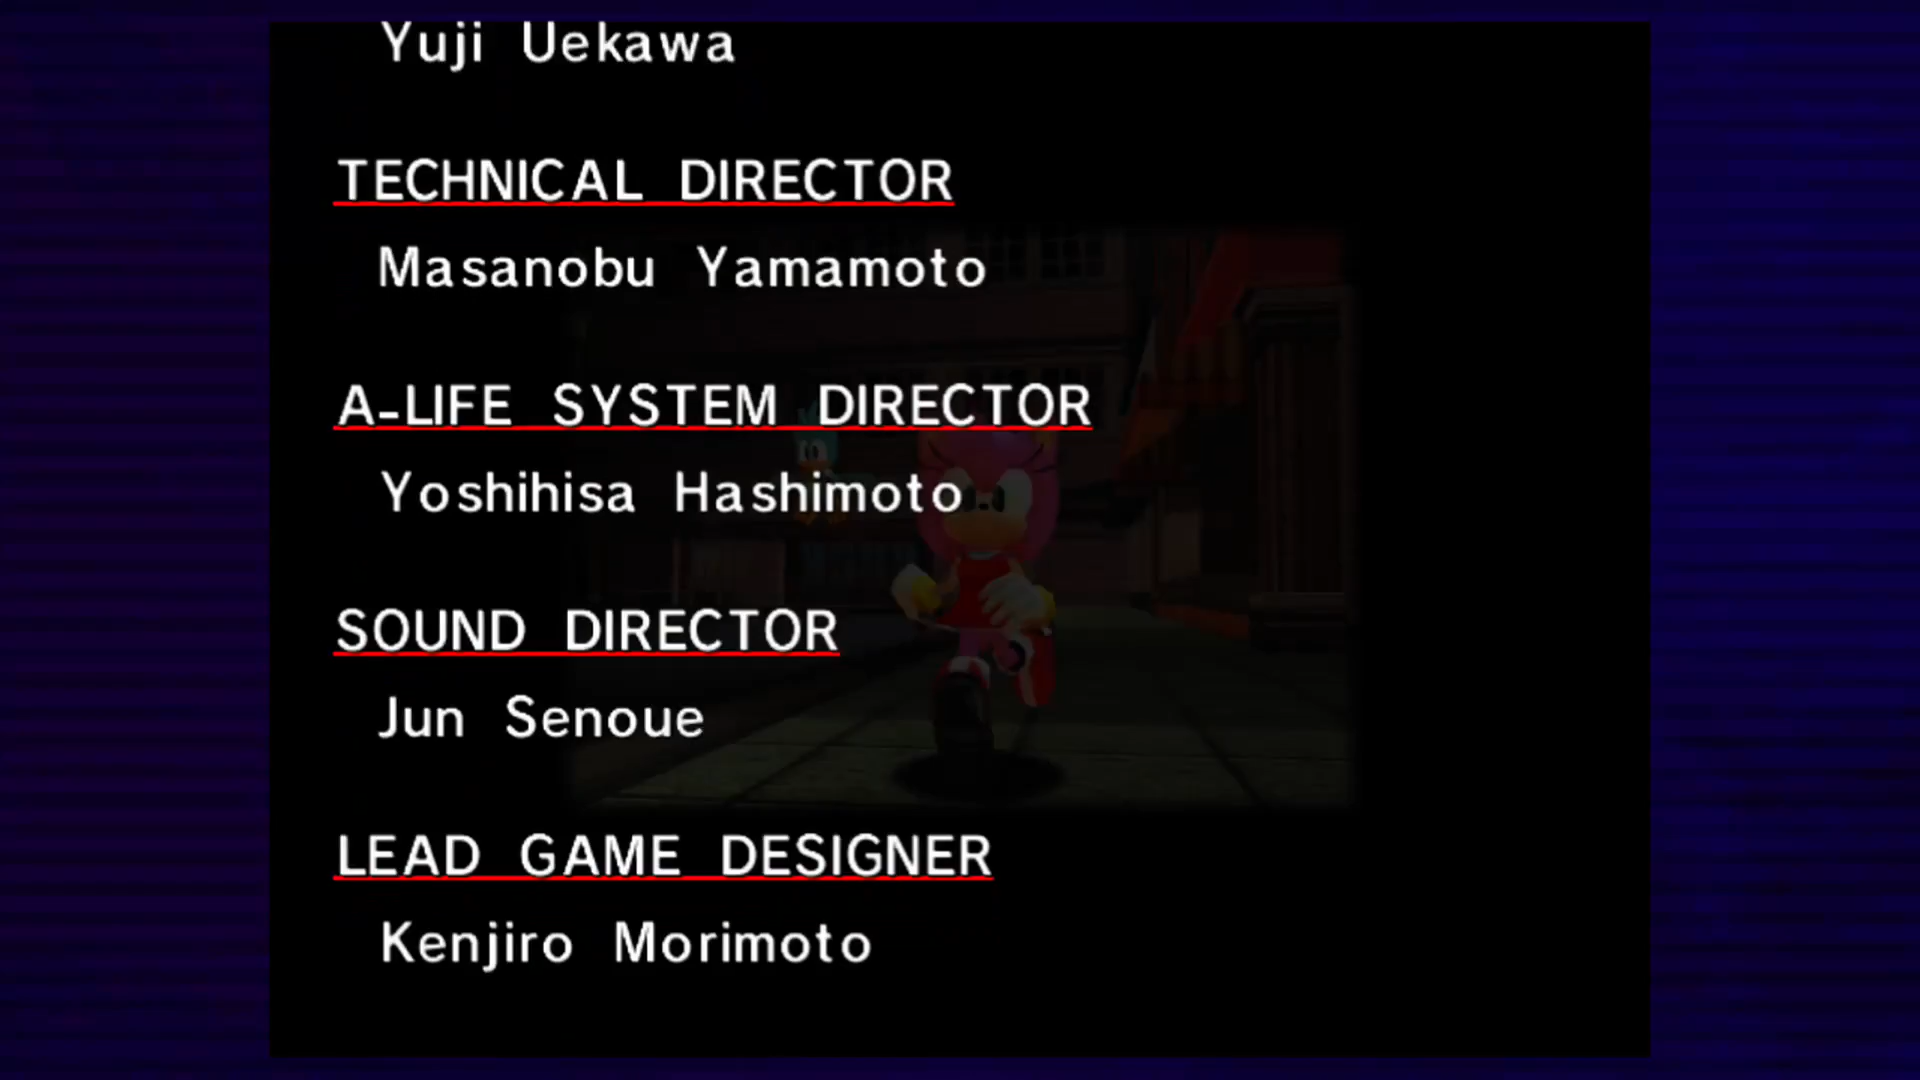 Yuji Uekawa
TECHNICAL DIRECTOR
Masanobu Yamamoto
A-LIFE SYSTEM DIRECTOR
Yoshihisa Hashimoto
SOUND DIRECTOR
Jun Senoue
LEAD GAME DESIGNER
Kenjiro Morimoto